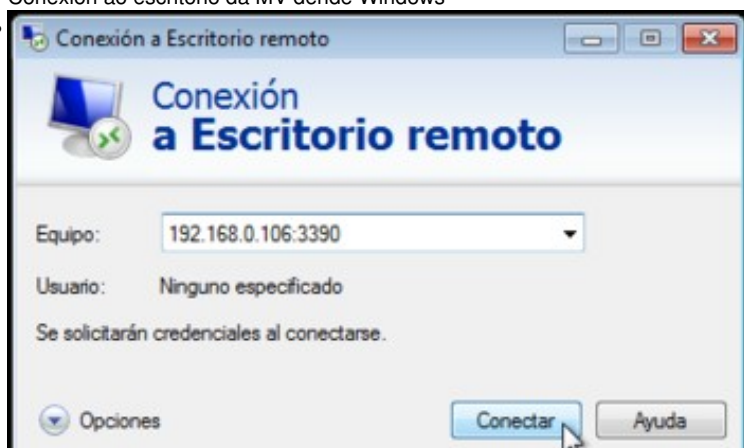 Conexión ao escritorio da MV dende Windows
Conexión a Escritorio remoto
Conexión
a Escritorio remoto
Equipo: 192.168.0.106:3390
Usuario: Ninguno especificado
Se solicitarán credenciales al conectarse.
Opciones Conectar Ayuda